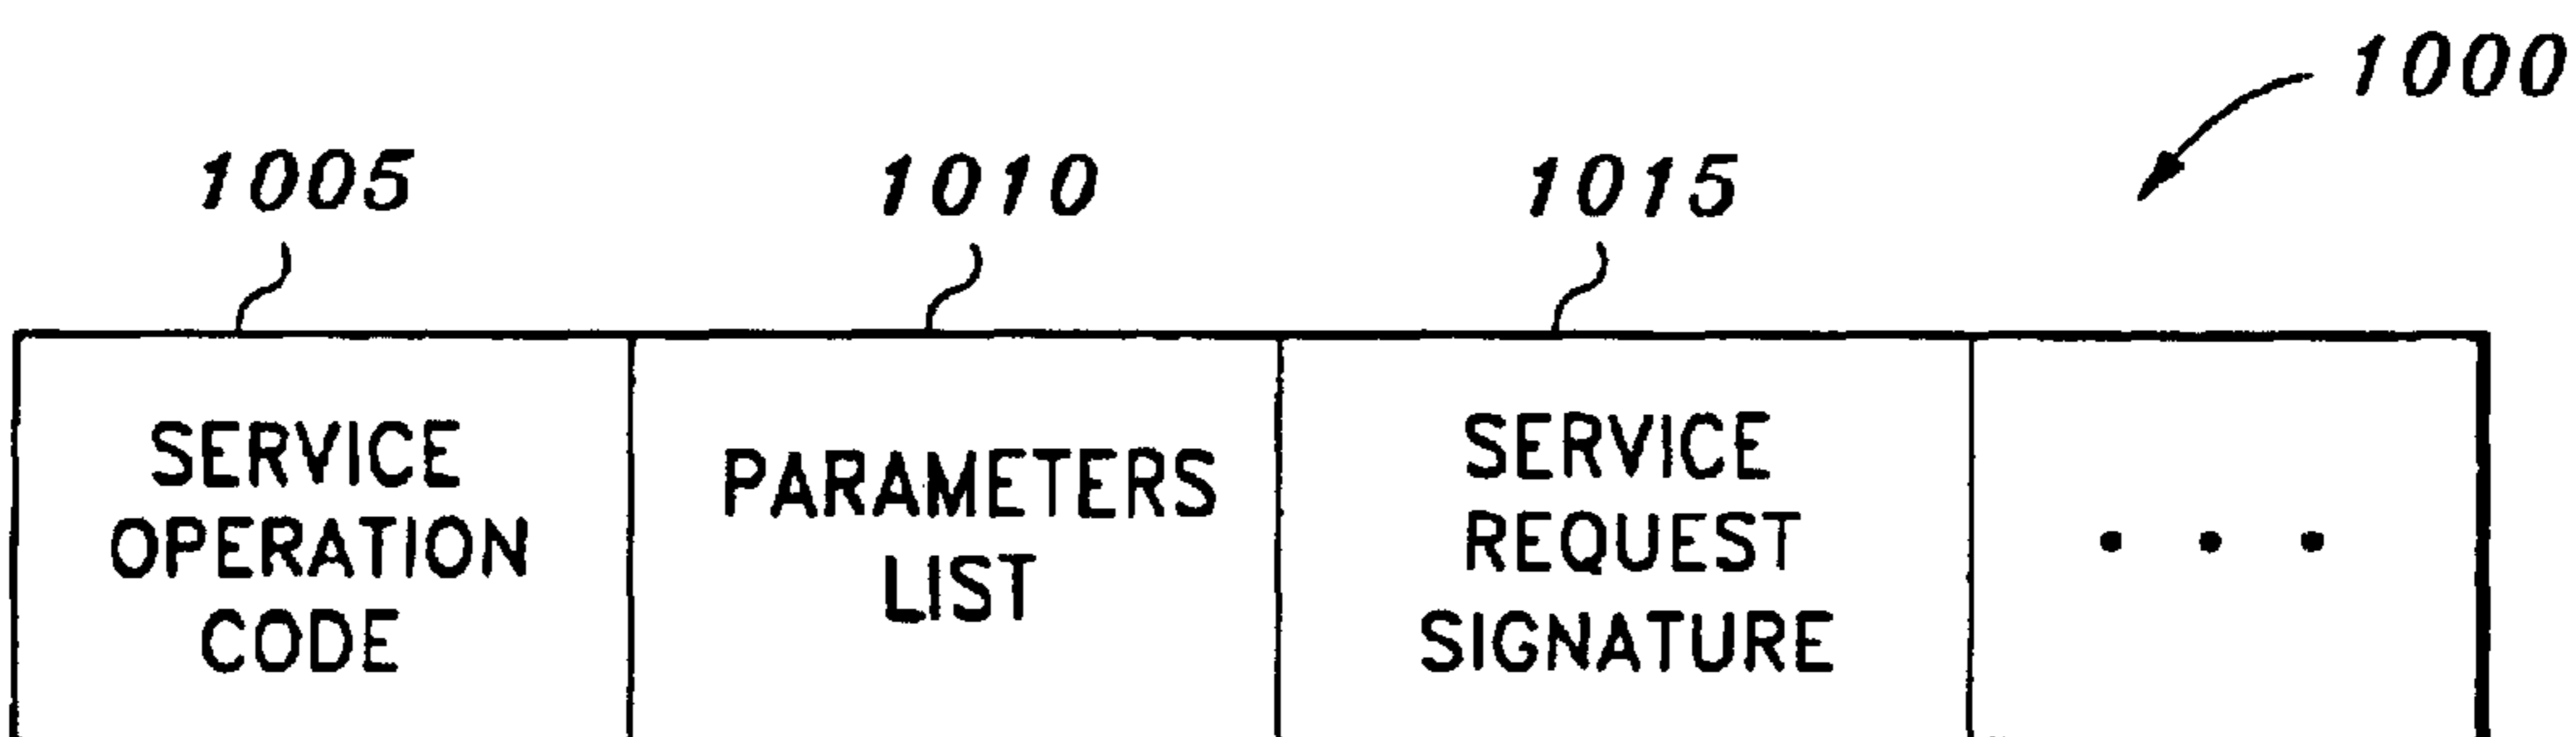 1000
1005 1010 1015
SERVICE
OPERATION
CODE
PARAMETERS
LIST
SERVICE
REQUEST
SIGNATURE
• • •